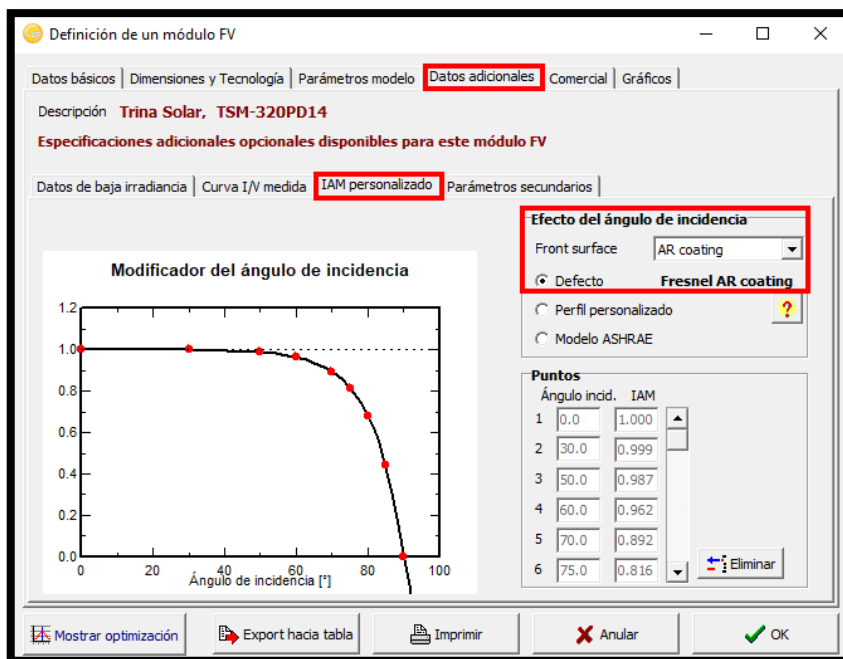 Definición de un módulo FV
Datos básicos Dimensiones y Tecnología Parámetros modelo Datos adicionales Comercial Gráficos
Descripción Trina Solar, TSM-320PD14
Especificaciones adicionales opcionales disponibles para este módulo FV
Datos de baja irradiancia Curva I/V medida IAM personalizado Parámetros secundarios
Efecto del ángulo de incidencia
Front surface AR coating
Defecto Fresnel AR coating
Perfil personalizado ?
Modelo ASHRAE
Modificador del ángulo de incidencia
1.2
1.0
0.8
0.6
0.4
0.2
0.0
0 20 40 60 80 100
Ángulo de incidencia [°]
Puntos
Ángulo incid. IAM
1 0.0 1.000
2 30.0 0.999
3 50.0 0.987
4 60.0 0.962
5 70.0 0.892
6 75.0 0.816
Eliminar
Mostrar optimización Export hacia tabla Imprimir Anular OK